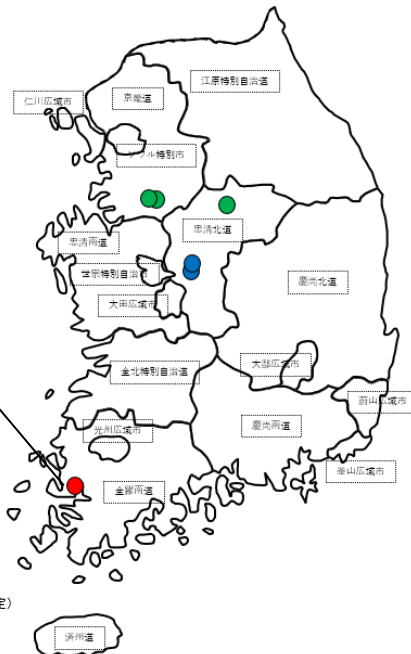 江原特別自治道
京畿道
仁川広域市
ソウル特別市
忠清北道
忠清南道
世宗特別自治市
慶尚北道
大田広域市
大邱広域市
全北特別自治道
蔚山広域市
光州広域市
慶尚南道
釜山広域市
全羅南道
定）
済州道